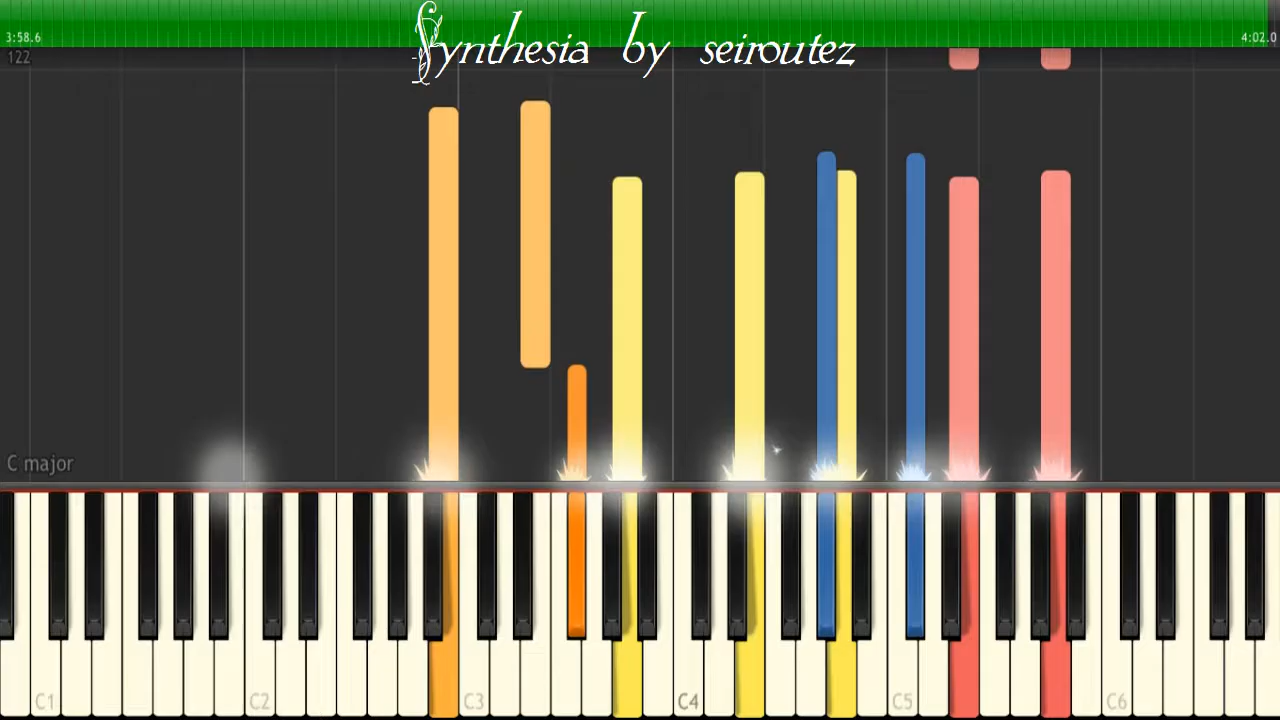 Synthesia by seiroutez
3:58.6
4:02.0
122
C major
C1
C2
C3
C4
C5
C6